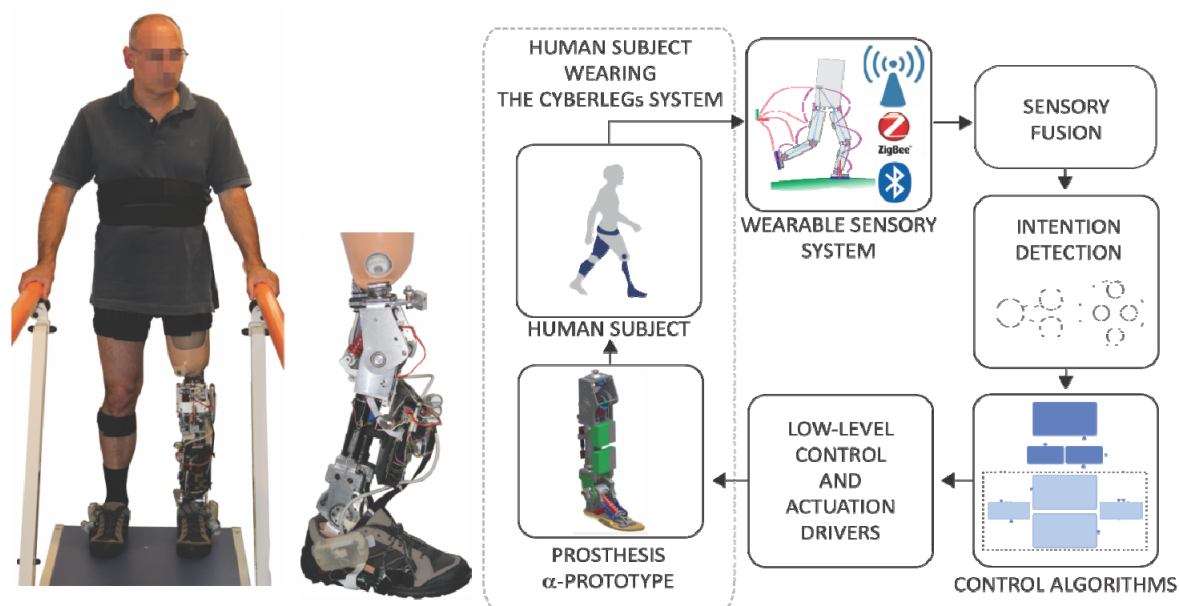 HUMAN SUBJECT
WEARING
THE CYBERLEGs SYSTEM
ZigBee™
WEARABLE SENSORY
SYSTEM
SENSORY
FUSION
INTENTION
DETECTION
HUMAN SUBJECT
LOW-LEVEL
CONTROL
AND
ACTUATION
DRIVERS
PROSTHESIS
α-PROTOTYPE
CONTROL ALGORITHMS